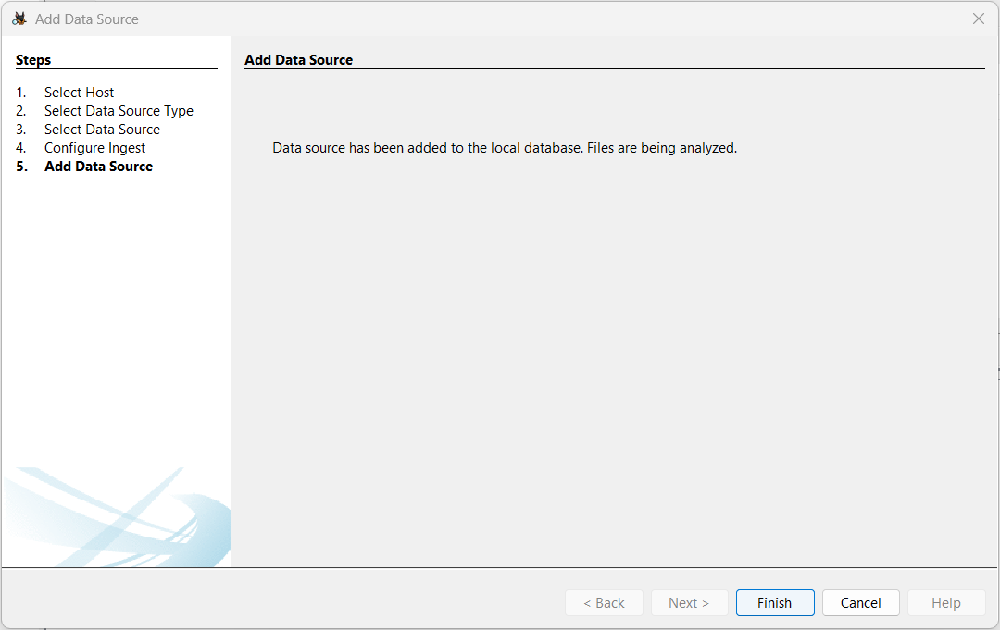 Add Data Source
Steps
1. Select Host
2. Select Data Source Type
3. Select Data Source
4. Configure Ingest
5. Add Data Source
Add Data Source
Data source has been added to the local database. Files are being analyzed.
< Back
Next >
Finish
Cancel
Help